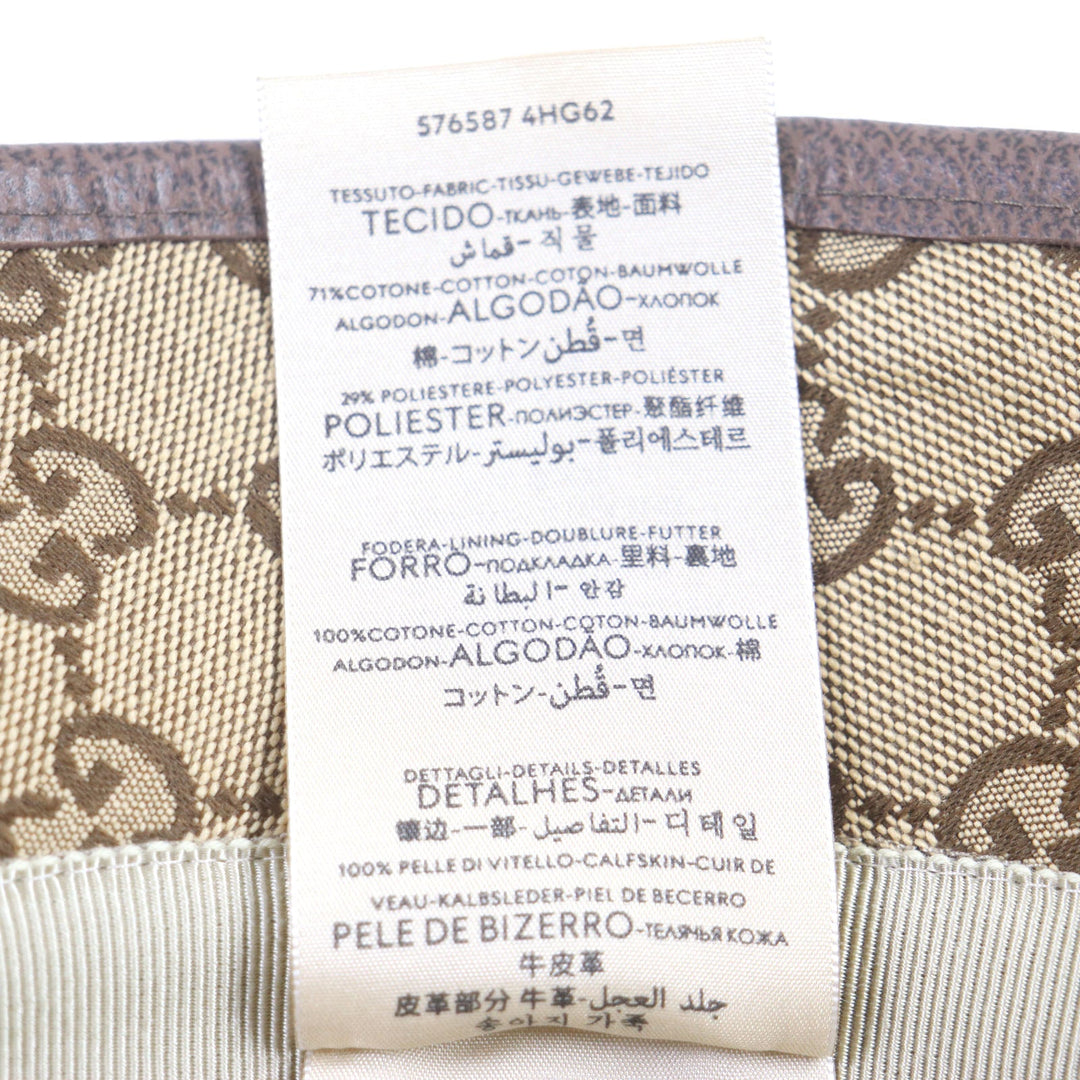 576587 4HG62
TESSUTO-FABRIC-TISSU-GEWEBE-TEJIDO
TECIDO-ТКАНЬ-表地-面料
قماش-직물
71%COTONE-COTTON-COTON-BAUMWOLLE
ALGODON-ALGODÃO-ХЛОПОК
棉-コットン-قُطن-면
29% POLIESTERE-POLYESTER-POLIÉSTER
POLIESTER-ПОЛИЭСТЕР-聚酯纤维
ポリエステル-بوليستر-폴리에스테르
FODERA-LINING-DOUBLURE-FUTTER
FORRO-ПОДКЛАДКА-里料-裏地
البطانة-안감
100%COTONE-COTTON-COTON-BAUMWOLLE
ALGODON-ALGODÃO-ХЛОПОК-棉
コットン-قُطن-면
DETTAGLI-DETAILS-DETALLES
DETALHES-ДЕТАЛИ
镶边-一部-التفاصيل-디테일
100% PELLE DI VITELLO-CALFSKIN-CUIR DE
VEAU-KALBSLEDER-PIEL DE BECERRO
PELE DE BIZERRO-ТЕЛЯЧЬЯ КОЖА
牛皮革
皮革部分 牛革-جلد العجل-
송아지 가죽